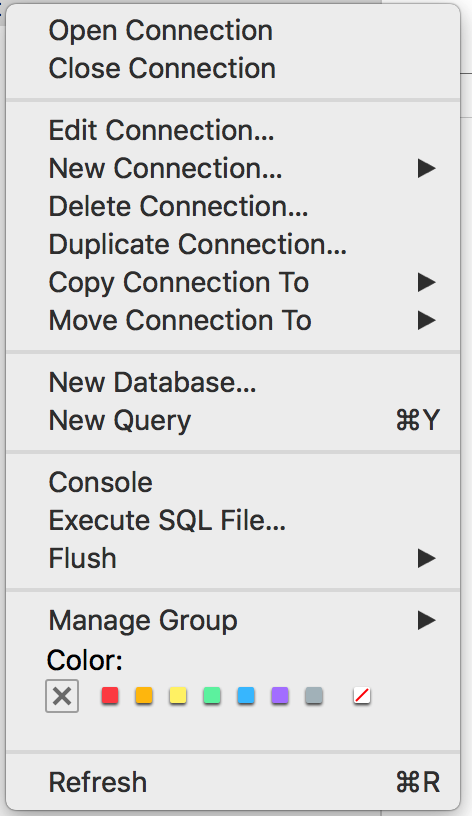 Open Connection
Close Connection
Edit Connection...
New Connection...
Delete Connection...
Duplicate Connection...
Copy Connection To
Move Connection To
New Database...
New Query ⌘Y
Console
Execute SQL File...
Flush
Manage Group
Color:
Refresh ⌘R